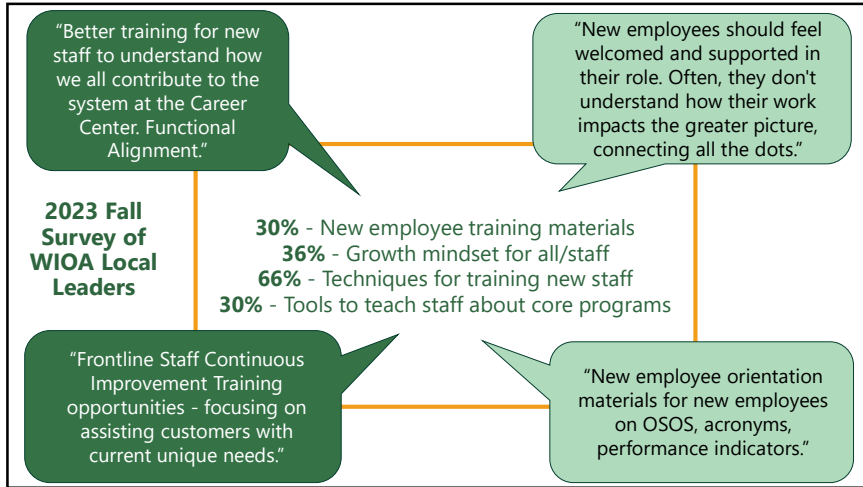 “Better training for new
staff to understand how
we all contribute to the
system at the Career
Center. Functional
Alignment.”
“New employees should feel
welcomed and supported in
their role. Often, they don't
understand how their work
impacts the greater picture,
connecting all the dots.”
2023 Fall
Survey of
WIOA Local
Leaders
30% - New employee training materials
36% - Growth mindset for all/staff
66% - Techniques for training new staff
30% - Tools to teach staff about core programs
“Frontline Staff Continuous
Improvement Training
opportunities - focusing on
assisting customers with
current unique needs.”
“New employee orientation
materials for new employees
on OSOS, acronyms,
performance indicators.”